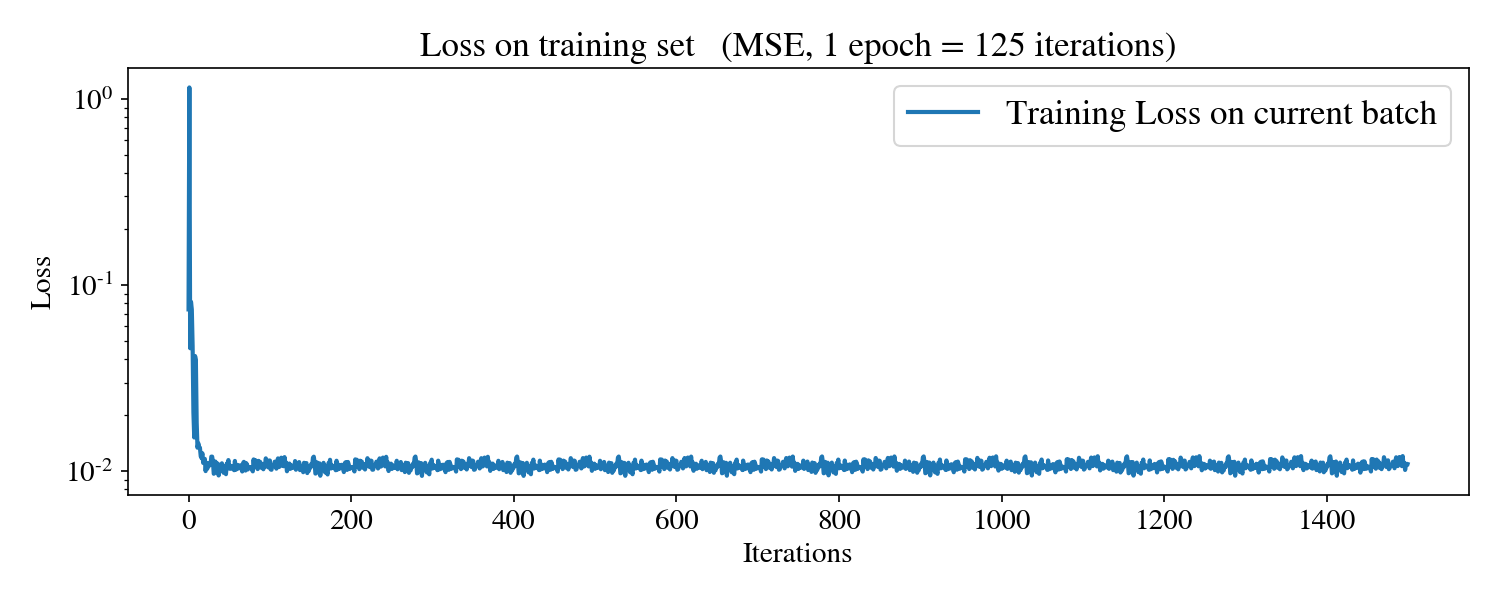 Loss on training set (MSE, 1 epoch = 125 iterations)
Training Loss on current batch
Loss
10^0
10^-1
10^-2
0 200 400 600 800 1000 1200 1400
Iterations